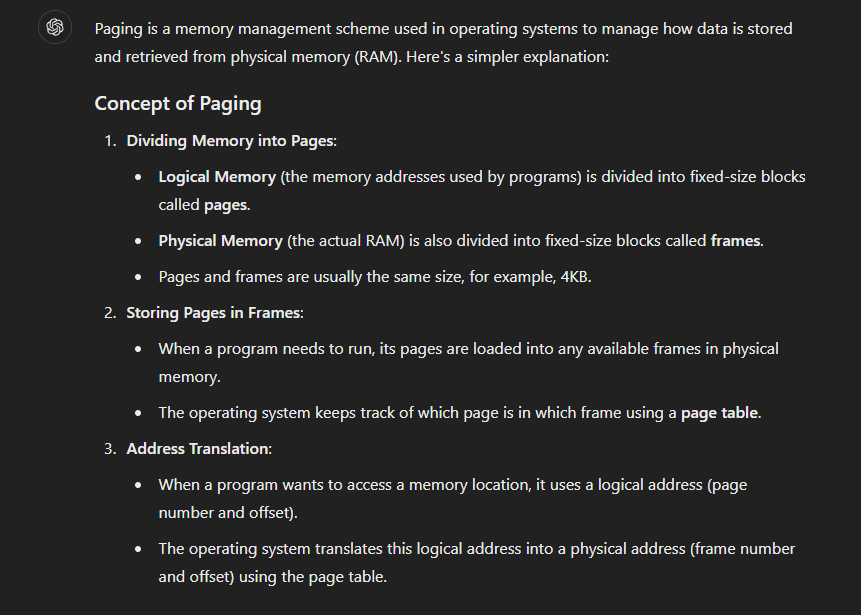 Paging is a memory management scheme used in operating systems to manage how data is stored
and retrieved from physical memory (RAM). Here's a simpler explanation:
Concept of Paging
1. Dividing Memory into Pages:
• Logical Memory (the memory addresses used by programs) is divided into fixed-size blocks
called pages.
• Physical Memory (the actual RAM) is also divided into fixed-size blocks called frames.
• Pages and frames are usually the same size, for example, 4KB.
2. Storing Pages in Frames:
• When a program needs to run, its pages are loaded into any available frames in physical
memory.
• The operating system keeps track of which page is in which frame using a page table.
3. Address Translation:
• When a program wants to access a memory location, it uses a logical address (page
number and offset).
• The operating system translates this logical address into a physical address (frame number
and offset) using the page table.